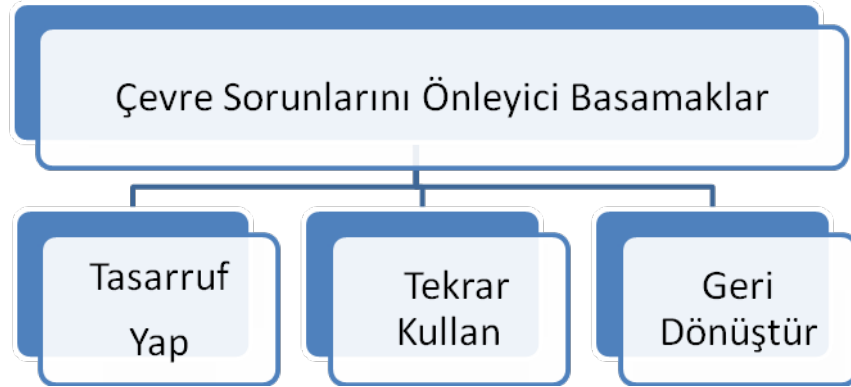 Çevre Sorunlarını Önleyici Basamaklar
Tasarruf
Yap
Tekrar
Kullan
Geri
Dönüştür